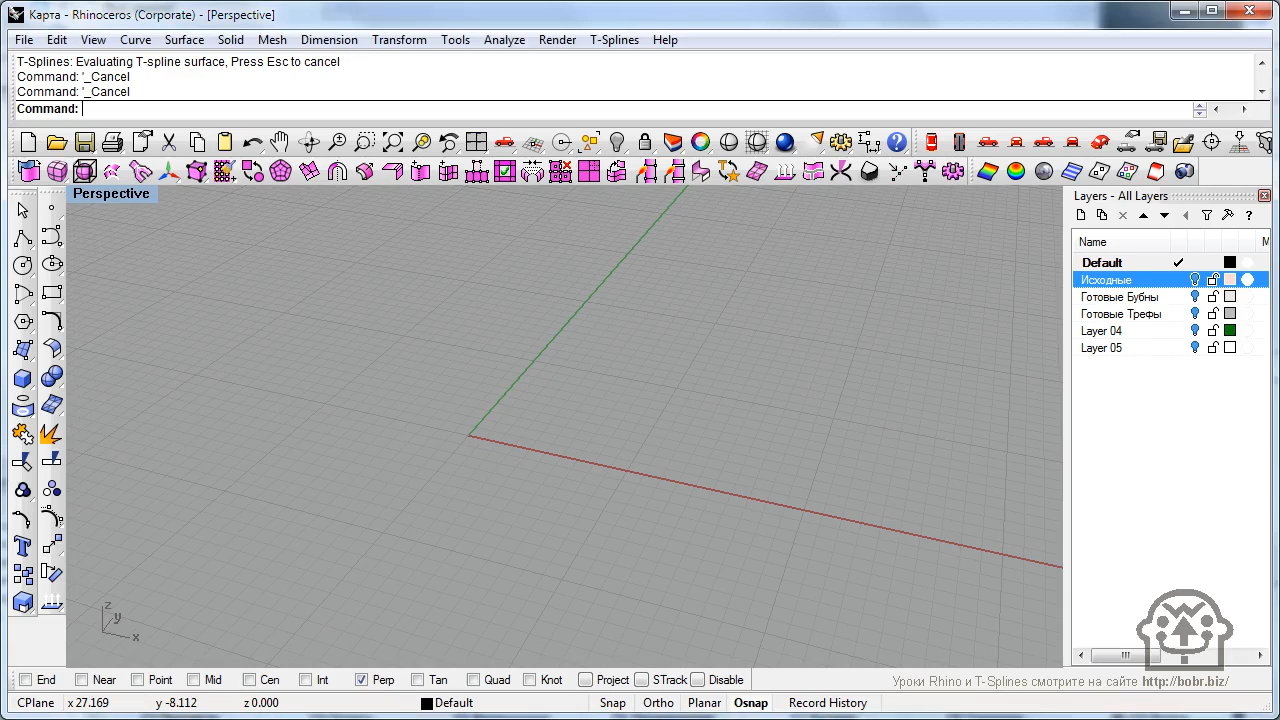 Карта - Rhinoceros (Corporate) - [Perspective]
File Edit View Curve Surface Solid Mesh Dimension Transform Tools Analyze Render T-Splines Help
T-Splines: Evaluating T-spline surface, Press Esc to cancel
Command: '_Cancel
Command: '_Cancel
Command:
Perspective
Layers - All Layers
Name M
Default
Исходные
Готовые Бубны
Готовые Трефы
Layer 04
Layer 05
z
y
x
End Near Point Mid Cen Int Perp Tan Quad Knot Project STrack Disable
Уроки Rhino и T-Splines смотрите на сайте http://bobr.biz/
CPlane x 27.169 y -8.112 z 0.000 Default Snap Ortho Planar Osnap Record History